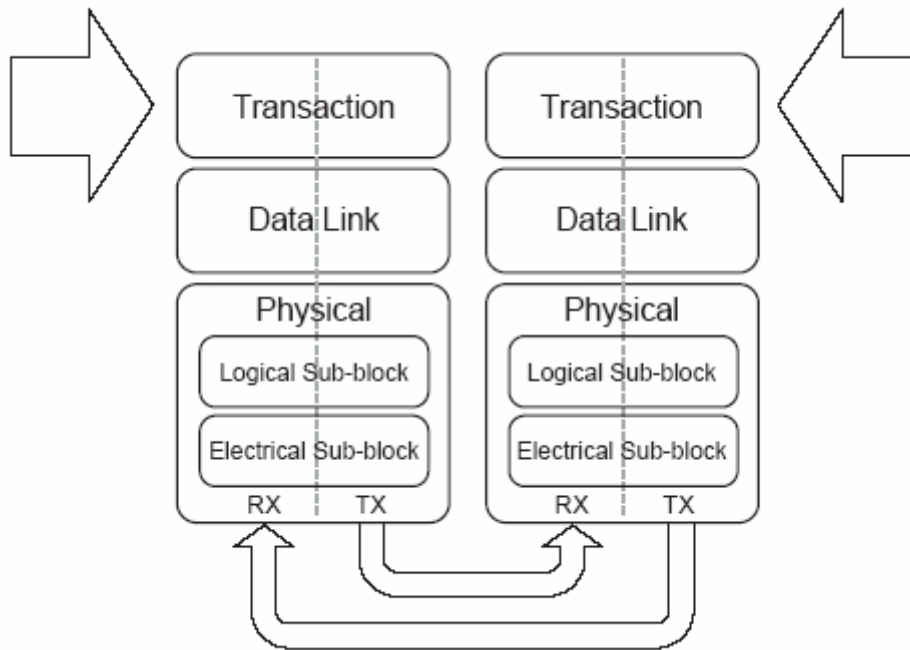 Transaction
Data Link
Physical
Logical Sub-block
Electrical Sub-block
RX TX
Transaction
Data Link
Physical
Logical Sub-block
Electrical Sub-block
RX TX